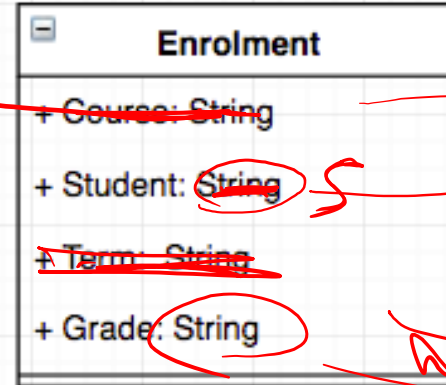 Enrolment
+ Course: String
+ Student: String S
+ Term: String
+ Grade: String